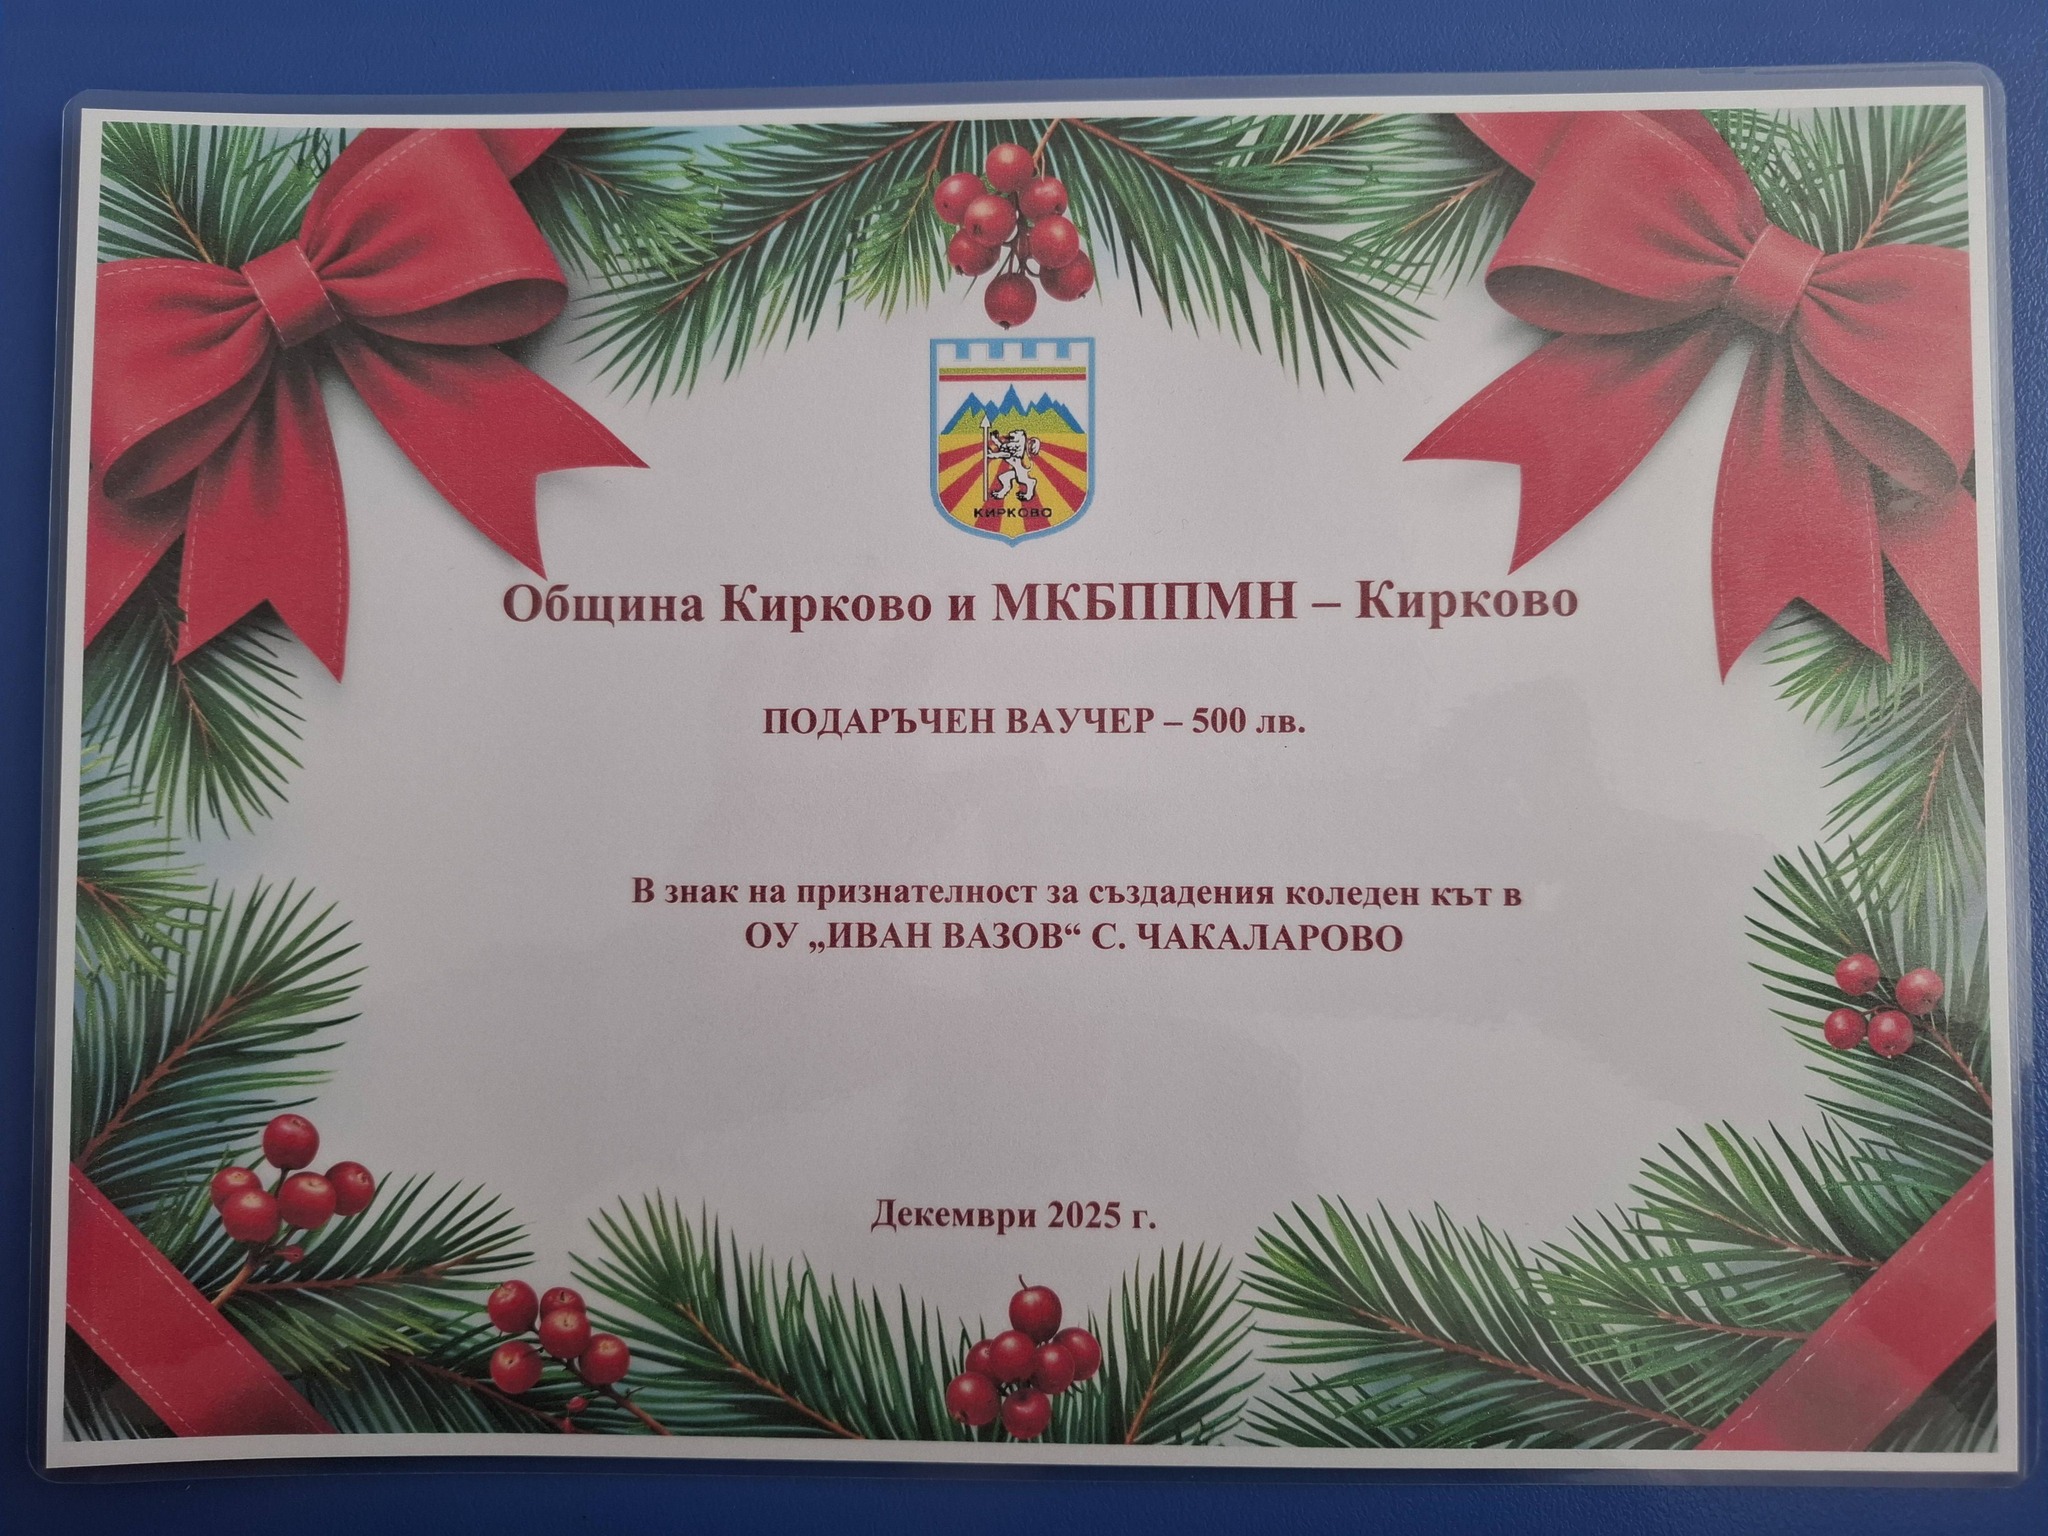 КИРКОВО
Община Кирково и МКБППМН – Кирково
ПОДАРЪЧЕН ВАУЧЕР – 500 лв.
В знак на признателност за създадения коледен кът в
ОУ „ИВАН ВАЗОВ“ С. ЧАКАЛАРОВО
Декември 2025 г.